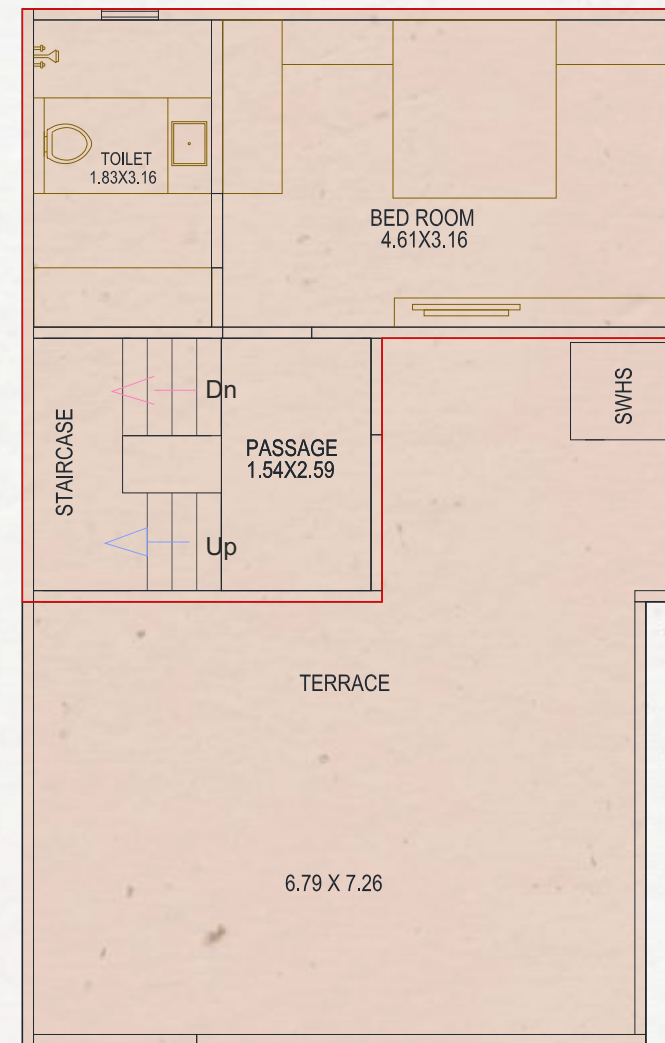 TOILET
1.83X3.16
BED ROOM
4.61X3.16
Dn
SWHS
STAIRCASE
PASSAGE
1.54X2.59
Up
TERRACE
6.79 X 7.26